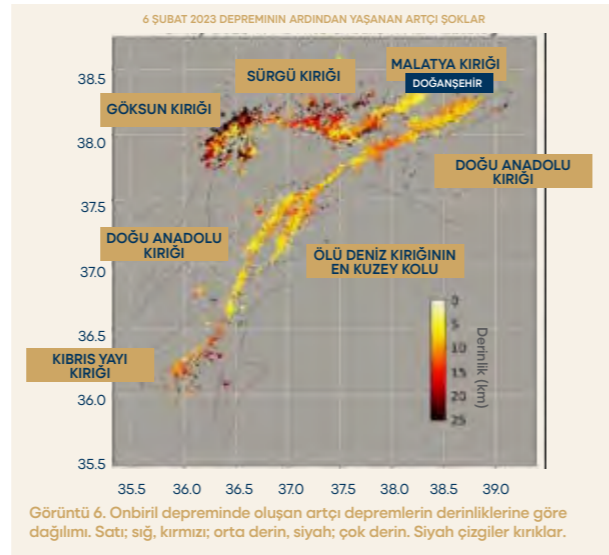 6 ŞUBAT 2023 DEPREMİNİN ARDINDAN YAŞANAN ARTÇI ŞOKLAR
MALATYA KIRIĞI
SÜRGÜ KIRIĞI
DOĞANŞEHİR
GÖKSUN KIRIĞI
DOĞU ANADOLU
KIRIĞI
DOĞU ANADOLU
KIRIĞI
ÖLÜ DENİZ KIRIĞININ
EN KUZEY KOLU
KIBRIS YAYI
KIRIĞI
38.5
38.0
37.5
37.0
36.5
36.0
35.5
0
5
10
15
20
25
Derinlik (km)
35.5 36.0 36.5 37.0 37.5 38.0 38.5 39.0
Görüntü 6. Onbiril depreminde oluşan artçı depremlerin derinliklerine göre
dağılımı. Satı; sığ, kırmızı; orta derin, siyah; çok derin. Siyah çizgiler kırıklar.